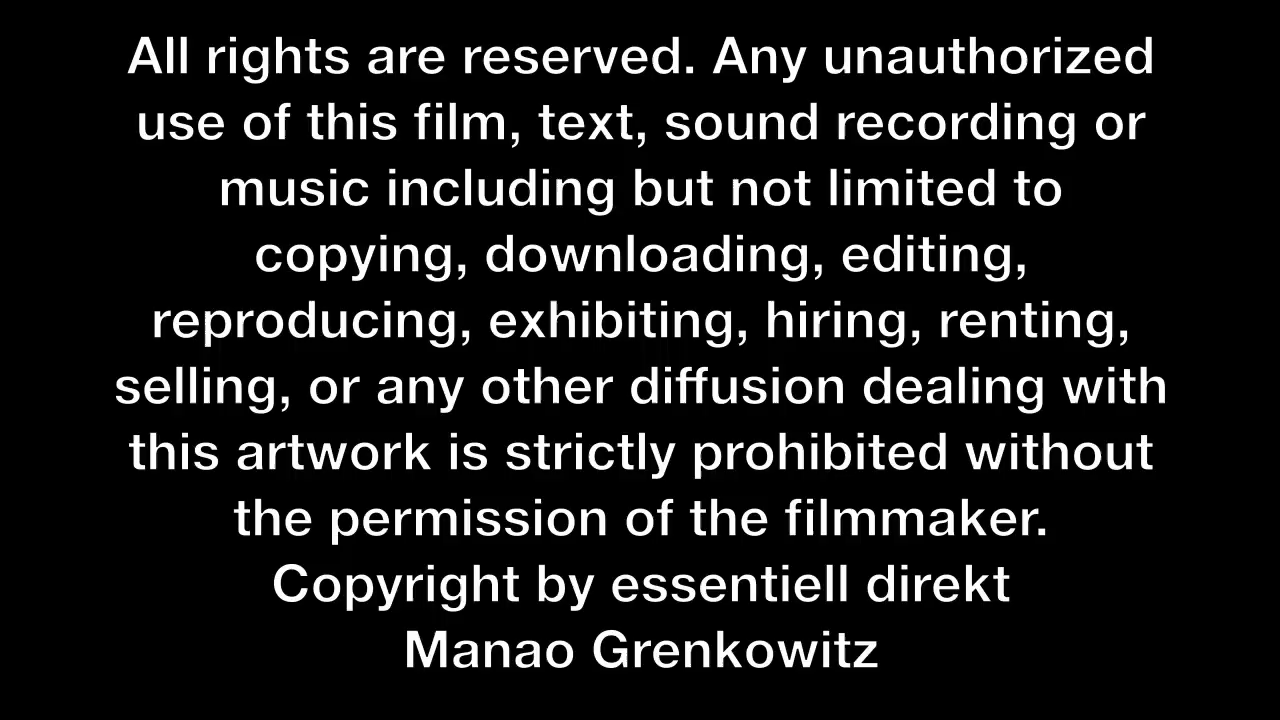 All rights are reserved. Any unauthorized
use of this film, text, sound recording or
music including but not limited to
copying, downloading, editing,
reproducing, exhibiting, hiring, renting,
selling, or any other diffusion dealing with
this artwork is strictly prohibited without
the permission of the filmmaker.
Copyright by essentiell direkt
Manao Grenkowitz